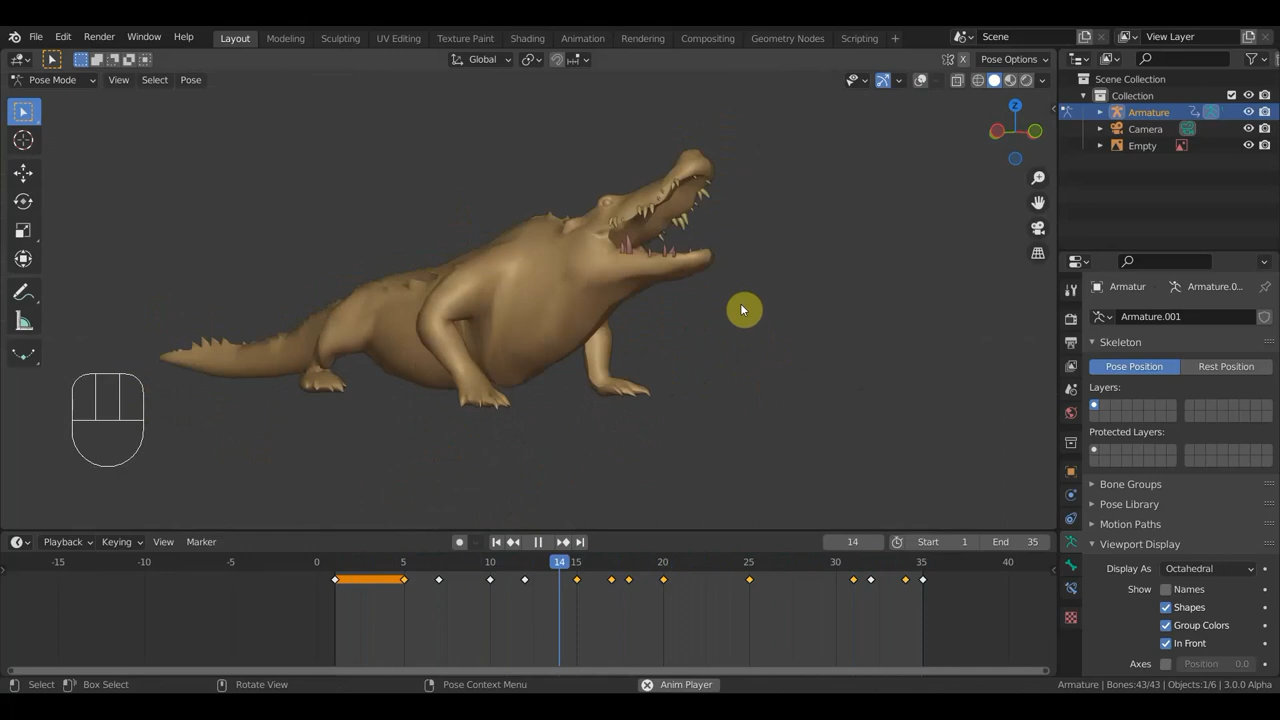 File Edit Render Window Help Layout Modeling Sculpting UV Editing Texture Paint Shading Animation Rendering Compositing Geometry Nodes Scripting + Scene View Layer
Global Pose Options
Pose Mode View Select Pose
Scene Collection
Collection
Armature
Camera
Empty
Z
X
Armatur Armature.0...
Armature.001
Skeleton
Pose Position Rest Position
Layers:
Protected Layers:
Bone Groups
Pose Library
Motion Paths
Viewport Display
Display As Octahedral
Show Names
Shapes
Group Colors
In Front
Axes Position 0.0
Playback Keying View Marker 14 Start 1 End 35
-15 -10 -5 0 5 10 14 15 20 25 30 35 40
Select Box Select Rotate View Pose Context Menu Anim Player Armature | Bones:43/43 | Objects:1/6 | 3.0.0 Alpha